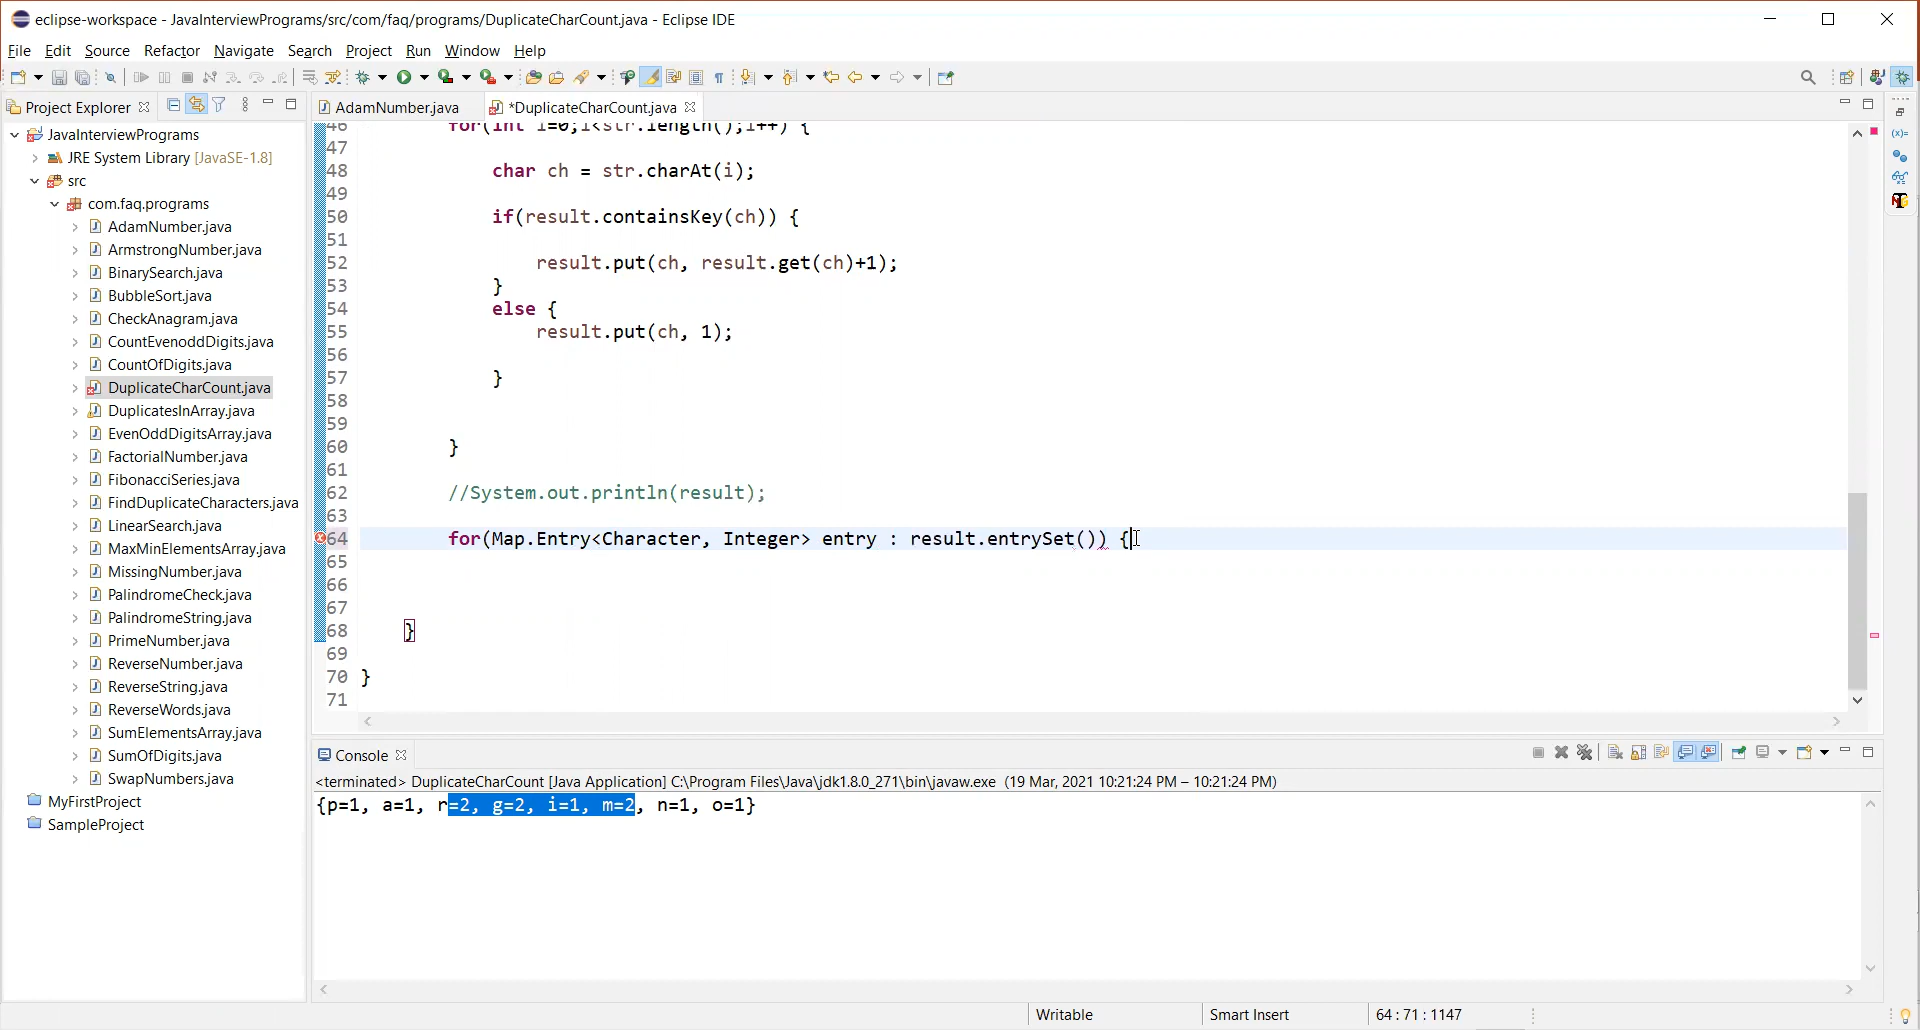 eclipse-workspace - JavaInterviewPrograms/src/com/faq/programs/DuplicateCharCount.java - Eclipse IDE
File Edit Source Refactor Navigate Search Project Run Window Help
Project Explorer
AdamNumber.java
*DuplicateCharCount.java
JavaInterviewPrograms
JRE System Library [JavaSE-1.8]
src
com.faq.programs
AdamNumber.java
ArmstrongNumber.java
BinarySearch.java
BubbleSort.java
CheckAnagram.java
CountEvenoddDigits.java
CountOfDigits.java
DuplicateCharCount.java
DuplicatesInArray.java
EvenOddDigitsArray.java
FactorialNumber.java
FibonacciSeries.java
FindDuplicateCharacters.java
LinearSearch.java
MaxMinElementsArray.java
MissingNumber.java
PalindromeCheck.java
PalindromeString.java
PrimeNumber.java
ReverseNumber.java
ReverseString.java
ReverseWords.java
SumElementsArray.java
SumOfDigits.java
SwapNumbers.java
MyFirstProject
SampleProject
46 for(int i=0;i<str.length();i++) {
47
48 char ch = str.charAt(i);
49
50 if(result.containsKey(ch)) {
51
52 result.put(ch, result.get(ch)+1);
53 }
54 else {
55 result.put(ch, 1);
56
57 }
58
59
60 }
61
62 //System.out.println(result);
63
64 for(Map.Entry<Character, Integer> entry : result.entrySet()) {
65
66
67
68 }
69
70 }
71
Console
<terminated> DuplicateCharCount [Java Application] C:\Program Files\Java\jdk1.8.0_271\bin\javaw.exe (19 Mar, 2021 10:21:24 PM – 10:21:24 PM)
{p=1, a=1, r=2, g=2, i=1, m=2, n=1, o=1}
Writable
Smart Insert
64 : 71 : 1147